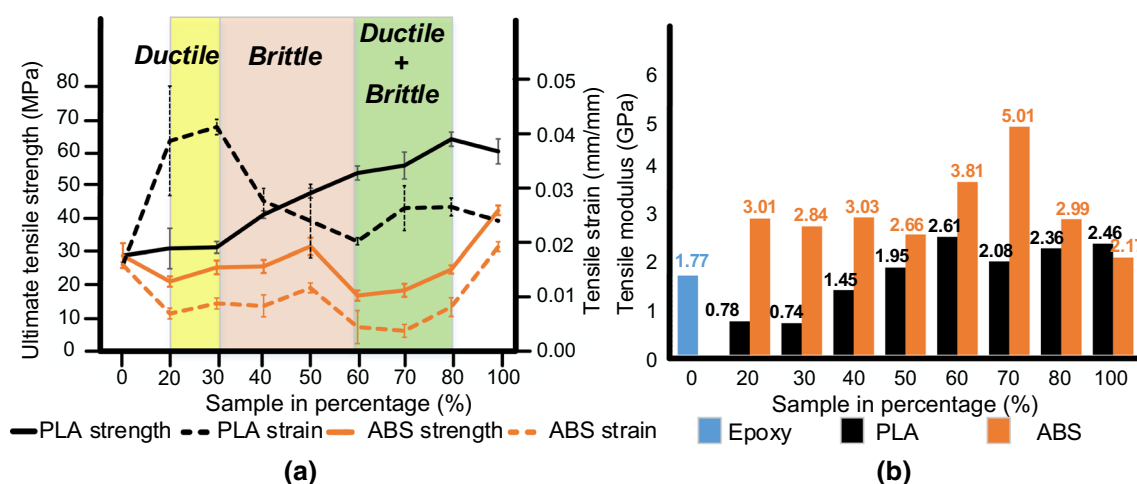 Ductile
Brittle
Ductile
+
Brittle
Ultimate tensile strength (MPa)
80
70
60
50
40
30
20
10
0
0.05
0.04
0.03
0.02
0.01
0.00
Tensile strain (mm/mm)
0 20 30 40 50 60 70 80 100
Sample in percentage (%)
PLA strength PLA strain ABS strength ABS strain
(a)
Tensile modulus (GPa)
6
5
4
3
2
1
0
1.77
0.78 3.01
0.74 2.84
1.45 3.03
1.95 2.66
2.61 3.81
2.08 5.01
2.36 2.99
2.46 2.17
0 20 30 40 50 60 70 80 100
Sample in percentage (%)
Epoxy PLA ABS
(b)